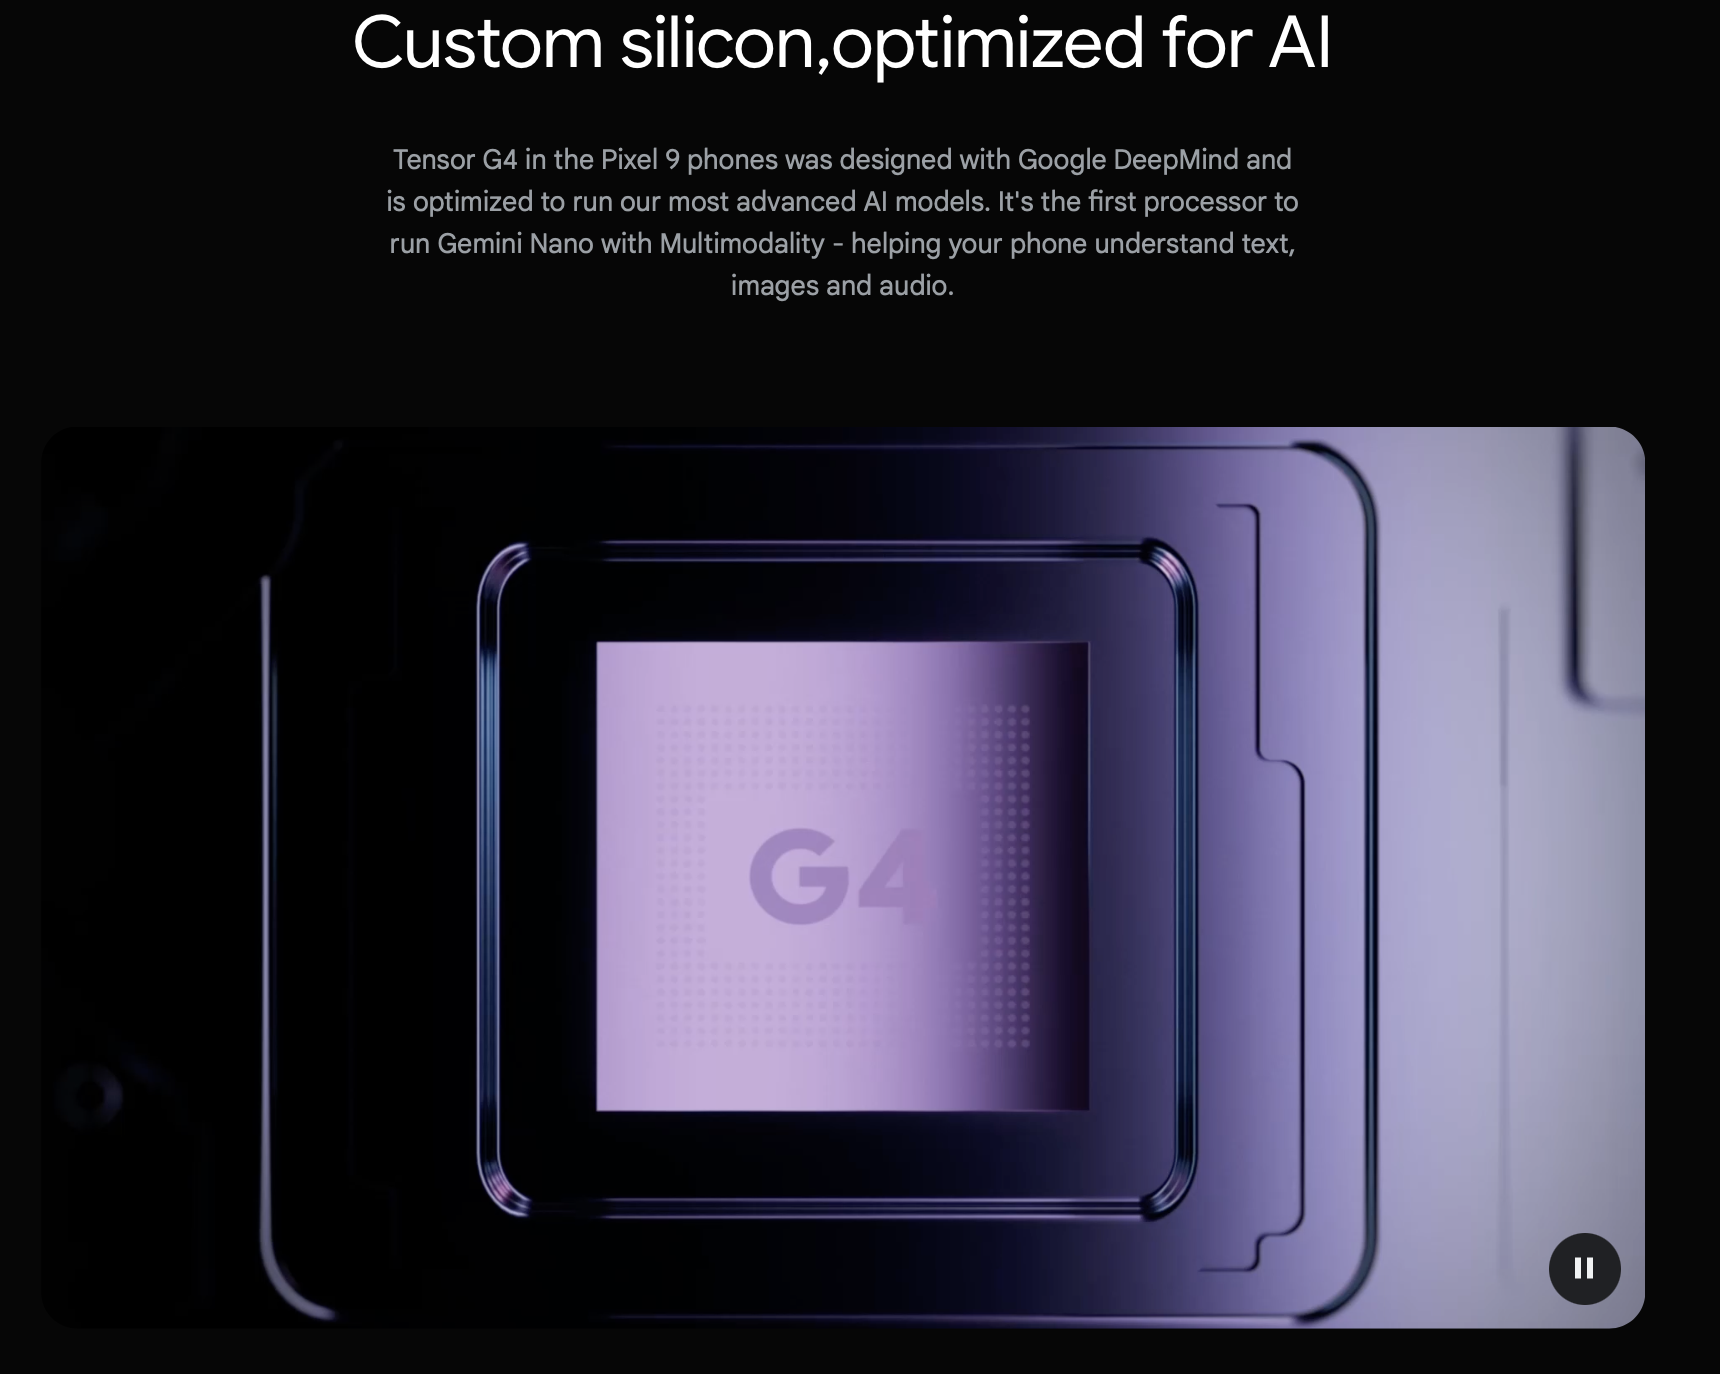 Custom silicon,optimized for AI
Tensor G4 in the Pixel 9 phones was designed with Google DeepMind and
is optimized to run our most advanced AI models. It's the first processor to
run Gemini Nano with Multimodality - helping your phone understand text,
images and audio.
G4